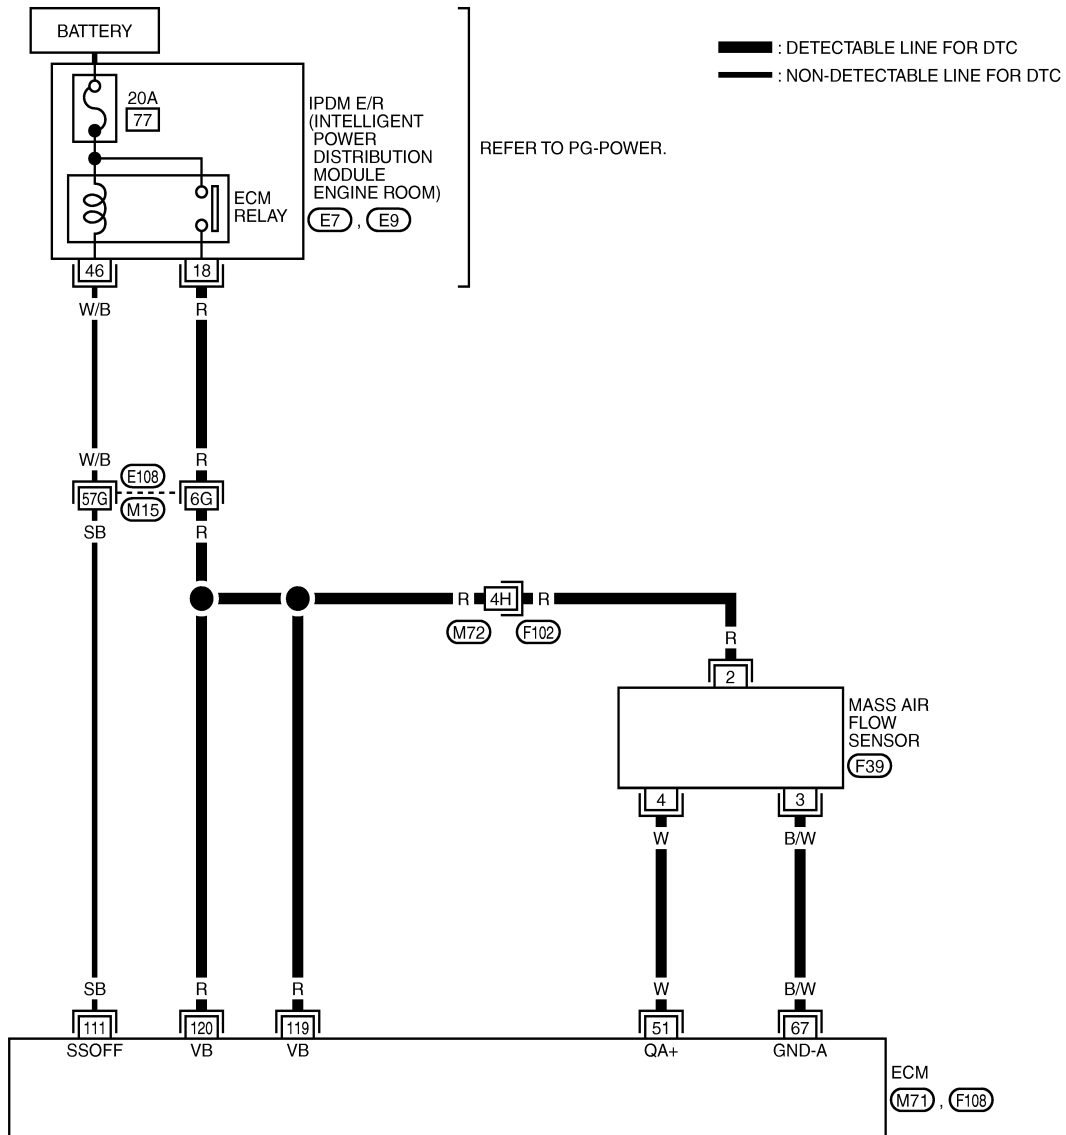 BATTERY
: DETECTABLE LINE FOR DTC
: NON-DETECTABLE LINE FOR DTC
20A
77
IPDM E/R
(INTELLIGENT
POWER
DISTRIBUTION
MODULE
ENGINE ROOM)
E7 , E9
REFER TO PG-POWER.
ECM
RELAY
46
18
W/B
R
W/B
R
E108
57G
6G
M15
SB
R
R
4H
R
M72
F102
R
2
MASS AIR
FLOW
SENSOR
F39
4
3
W
B/W
SB
R
R
W
B/W
111
120
119
51
67
SSOFF
VB
VB
QA+
GND-A
ECM
M71 , F108